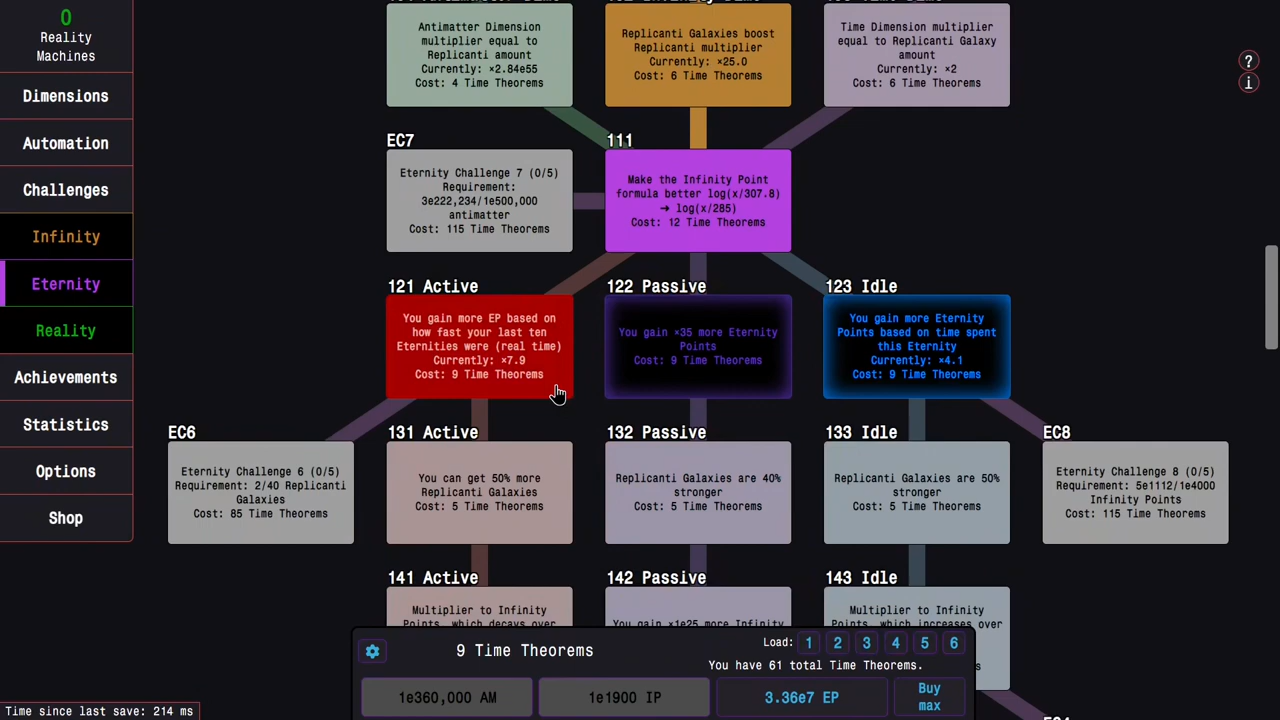 0
Reality
Machines
Dimensions
Automation
Challenges
Infinity
Eternity
Reality
Achievements
Statistics
Options
Shop
Time since last save: 214 ms
?
i
Antimatter Dimension
multiplier equal to
Replicanti amount
Currently: ×2.84e55
Cost: 4 Time Theorems
Replicanti Galaxies boost
Replicanti multiplier
Currently: ×25.0
Cost: 6 Time Theorems
Time Dimension multiplier
equal to Replicanti Galaxy
amount
Currently: ×2
Cost: 6 Time Theorems
EC7
Eternity Challenge 7 (0/5)
Requirement:
3e222,234/1e500,000
antimatter
Cost: 115 Time Theorems
111
Make the Infinity Point
formula better log(x/307.8)
➜ log(x/285)
Cost: 12 Time Theorems
121 Active
You gain more EP based on
how fast your last ten
Eternities were (real time)
Currently: ×7.9
Cost: 9 Time Theorems
122 Passive
You gain ×35 more Eternity
Points
Cost: 9 Time Theorems
123 Idle
You gain more Eternity
Points based on time spent
this Eternity
Currently: ×4.1
Cost: 9 Time Theorems
EC6
Eternity Challenge 6 (0/5)
Requirement: 2/40 Replicanti
Galaxies
Cost: 85 Time Theorems
131 Active
You can get 50% more
Replicanti Galaxies
Cost: 5 Time Theorems
132 Passive
Replicanti Galaxies are 40%
stronger
Cost: 5 Time Theorems
133 Idle
Replicanti Galaxies are 50%
stronger
Cost: 5 Time Theorems
EC8
Eternity Challenge 8 (0/5)
Requirement: 5e1112/1e4000
Infinity Points
Cost: 115 Time Theorems
141 Active
Multiplier to Infinity
Points, which decays over
142 Passive
You gain ×1e25 more Infinity
143 Idle
Multiplier to Infinity
Points, which increases over
9 Time Theorems
Load: 1 2 3 4 5 6
You have 61 total Time Theorems.
1e360,000 AM
1e1900 IP
3.36e7 EP
Buy
max